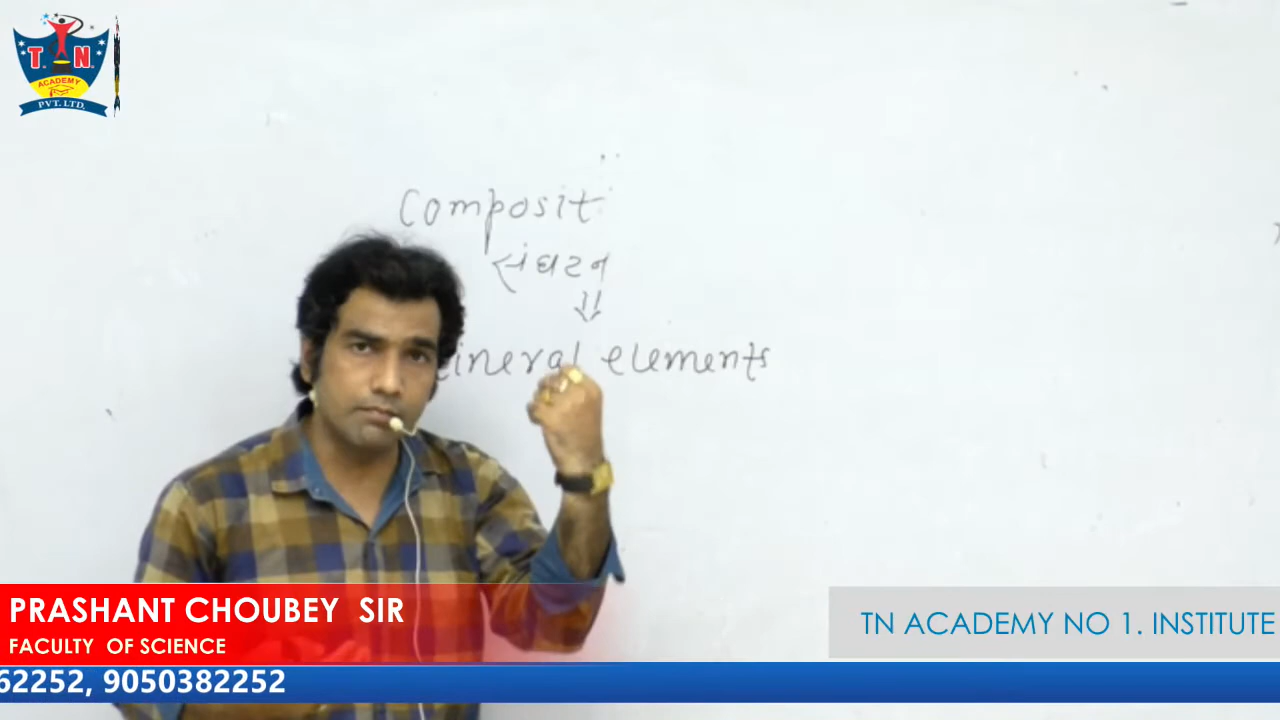 T. N.
ACADEMY
PVT. LTD.
Composit
संघटन
ineral elements
PRASHANT CHOUBEY SIR
FACULTY OF SCIENCE
TN ACADEMY NO 1. INSTITUTE
62252, 9050382252